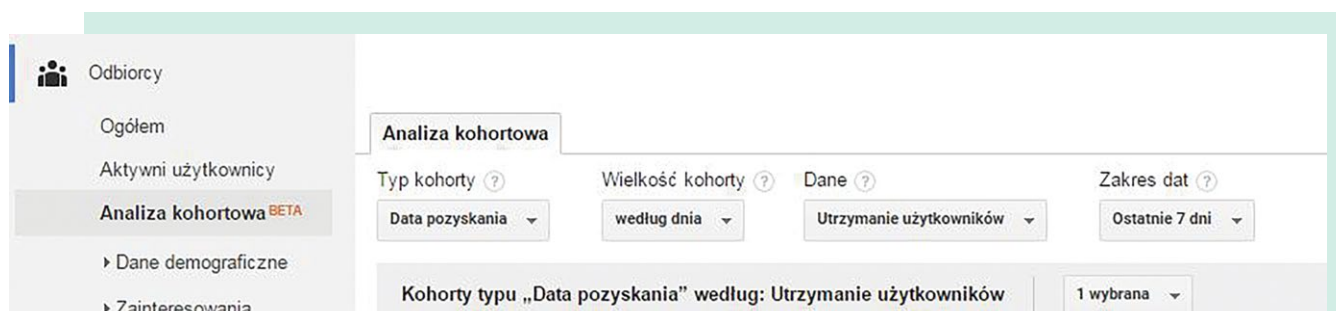 Odbiorcy
Ogółem
Aktywni użytkownicy
Analiza kohortowa BETA
Dane demograficzne
Zainteresowania
Analiza kohortowa
Typ kohorty ? Wielkość kohorty ? Dane ? Zakres dat ?
Data pozyskania według dnia Utrzymanie użytkowników Ostatnie 7 dni
Kohorty typu „Data pozyskania” według: Utrzymanie użytkowników 1 wybrana